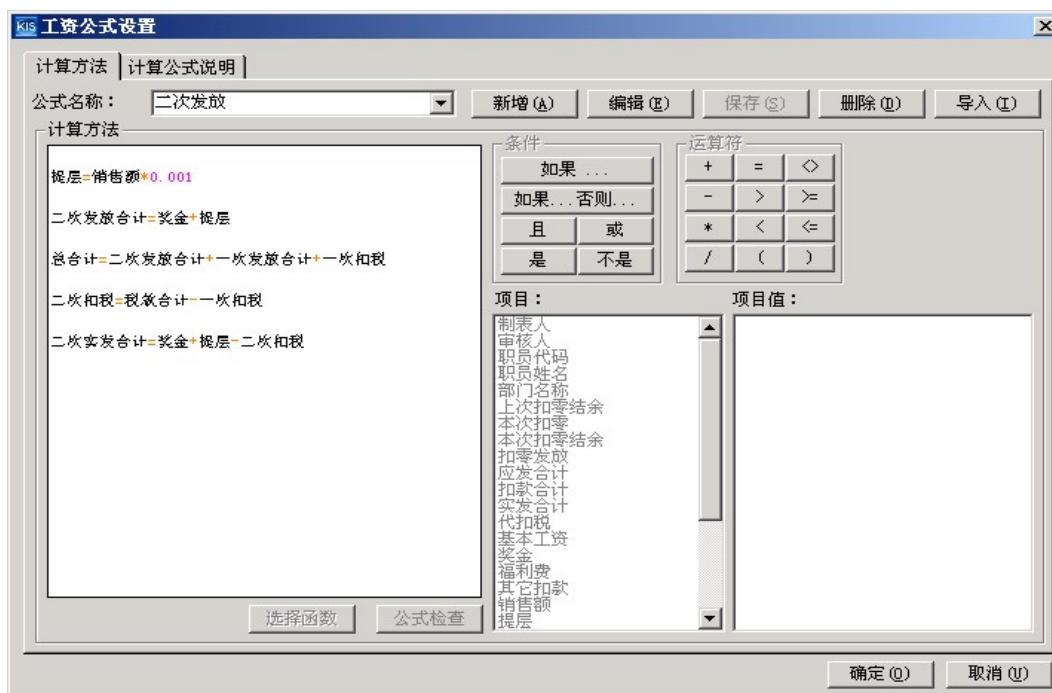 KIS 工资公式设置
计算方法 计算公式说明
公式名称： 二次发放 新增(A) 编辑(E) 保存(S) 删除(D) 导入(I)
计算方法
提层=销售额*0.001
二次发放合计=奖金+提层
总合计=二次发放合计+一次发放合计+一次扣税
二次扣税=税放合计-一次扣税
二次实发合计=奖金+提层-二次扣税
选择函数 公式检查
条件
如果 ...
如果...否则...
且 或
是 不是
运算符
+ = <>
- > >=
* < <=
/ ( )
项目：
制表人
审核人
职员代码
职员姓名
部门名称
上次扣零结余
本次扣零
本次扣零结余
扣零发放
应发合计
扣款合计
实发合计
代扣税
基本工资
奖金
福利费
其它扣款
销售额
提层
项目值：
确定(O) 取消(U)